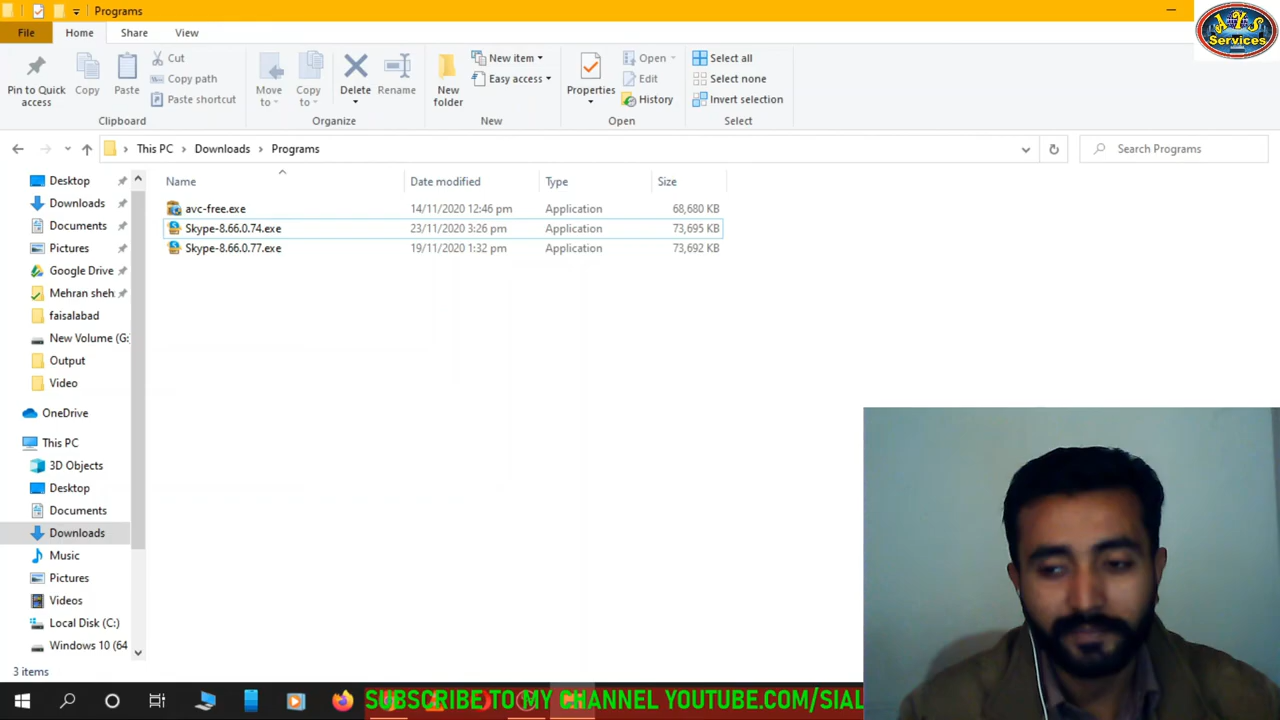 Programs
File
Home
Share
View
Pin to Quick access
Copy
Paste
Cut
Copy path
Paste shortcut
Clipboard
Move to
Copy to
Delete
Rename
Organize
New folder
New item
Easy access
New
Properties
Open
Edit
History
Open
Select all
Select none
Invert selection
Select
AYS
Services
This PC > Downloads > Programs
Search Programs
Name Date modified Type Size
avc-free.exe 14/11/2020 12:46 pm Application 68,680 KB
Skype-8.66.0.74.exe 23/11/2020 3:26 pm Application 73,695 KB
Skype-8.66.0.77.exe 19/11/2020 1:32 pm Application 73,692 KB
Desktop
Downloads
Documents
Pictures
Google Drive
Mehran sheh
faisalabad
New Volume (G:
Output
Video
OneDrive
This PC
3D Objects
Desktop
Documents
Downloads
Music
Pictures
Videos
Local Disk (C:)
Windows 10 (64
3 items
SUBSCRIBE TO MY CHANNEL YOUTUBE.COM/SIAL